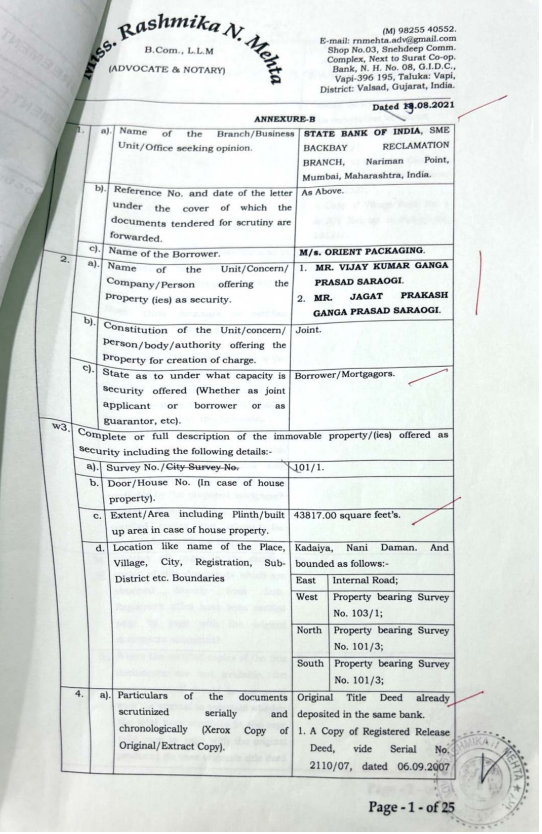 Miss. Rashmika N. Mehta
B.Com., L.L.M
(ADVOCATE & NOTARY)
(M) 98255 40552.
E-mail: rnmehta.adv@gmail.com
Shop No.03, Snehdeep Comm.
Complex, Next to Surat Co-op.
Bank, N. H. No. 08, G.I.D.C.,
Vapi-396 195, Taluka: Vapi,
District: Valsad, Gujarat, India.
Dated .08.2021
ANNEXURE-B
1. a). Name of the Branch/Business
Unit/Office seeking opinion.
STATE BANK OF INDIA, SME
BACKBAY RECLAMATION
BRANCH, Nariman Point,
Mumbai, Maharashtra, India.
b). Reference No. and date of the letter
under the cover of which the
documents tendered for scrutiny are
forwarded.
As Above.
c). Name of the Borrower.
M/s. ORIENT PACKAGING.
2. a). Name of the Unit/Concern/
Company/Person offering the
property (ies) as security.
1. MR. VIJAY KUMAR GANGA
PRASAD SARAOGI.
2. MR. JAGAT PRAKASH
GANGA PRASAD SARAOGI.
b). Constitution of the Unit/concern/
person/body/authority offering the
property for creation of charge.
Joint.
c). State as to under what capacity is
security offered (Whether as joint
applicant or borrower or as
guarantor, etc).
Borrower/Mortgagors.
w3. Complete or full description of the immovable property/(ies) offered as
security including the following details:-
a). Survey No./City Survey No.
101/1.
b. Door/House No. (In case of house
property).
c. Extent/Area including Plinth/built
up area in case of house property.
43817.00 square feet's.
d. Location like name of the Place,
Village, City, Registration, Sub-
District etc. Boundaries
Kadaiya, Nani Daman. And
bounded as follows:-
East Internal Road;
West Property bearing Survey
No. 103/1;
North Property bearing Survey
No. 101/3;
South Property bearing Survey
No. 101/3;
4. a). Particulars of the documents
scrutinized serially and
chronologically (Xerox Copy of
Original/Extract Copy).
Original Title Deed already
deposited in the same bank.
1. A Copy of Registered Release
Deed, vide Serial No.
2110/07, dated 06.09.2007
Page - 1 - of 25